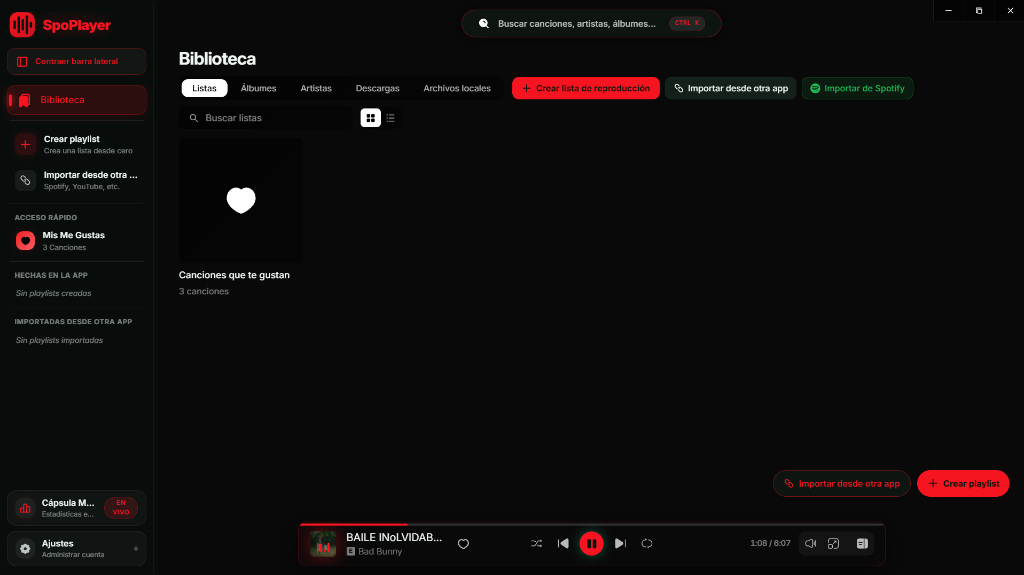 SpoPlayer
Contraer barra lateral
Biblioteca
Crear playlist
Crea una lista desde cero
Importar desde otra ...
Spotify, YouTube, etc.
ACCESO RÁPIDO
Mis Me Gustas
3 Canciones
HECHAS EN LA APP
Sin playlists creadas
IMPORTADAS DESDE OTRA APP
Sin playlists importadas
Cápsula M...
Estadísticas e...
EN
VIVO
Ajustes
Administrar cuenta
Buscar canciones, artistas, álbumes...
CTRL K
Biblioteca
Listas
Álbumes
Artistas
Descargas
Archivos locales
Crear lista de reproducción
Importar desde otra app
Importar de Spotify
Buscar listas
Canciones que te gustan
3 canciones
Importar desde otra app
Crear playlist
BAILE INoLVIDAB...
E Bad Bunny
1:08 / 6:07